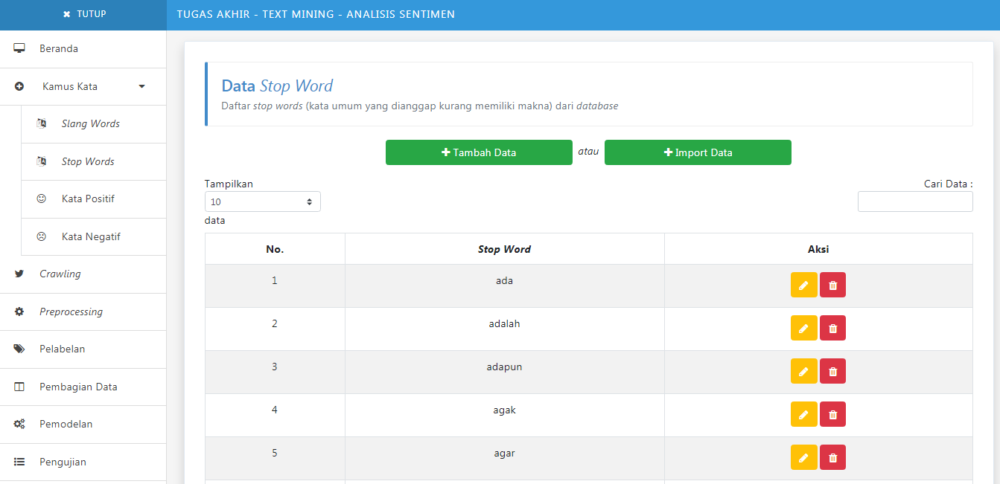 ✖ TUTUP
TUGAS AKHIR - TEXT MINING - ANALISIS SENTIMEN
Beranda
Kamus Kata
Slang Words
Stop Words
Kata Positif
Kata Negatif
Crawling
Preprocessing
Pelabelan
Pembagian Data
Pemodelan
Pengujian
Data Stop Word
Daftar stop words (kata umum yang dianggap kurang memiliki makna) dari database
+ Tambah Data atau + Import Data
Tampilkan
10
data
Cari Data :
No. Stop Word Aksi
1 ada
2 adalah
3 adapun
4 agak
5 agar